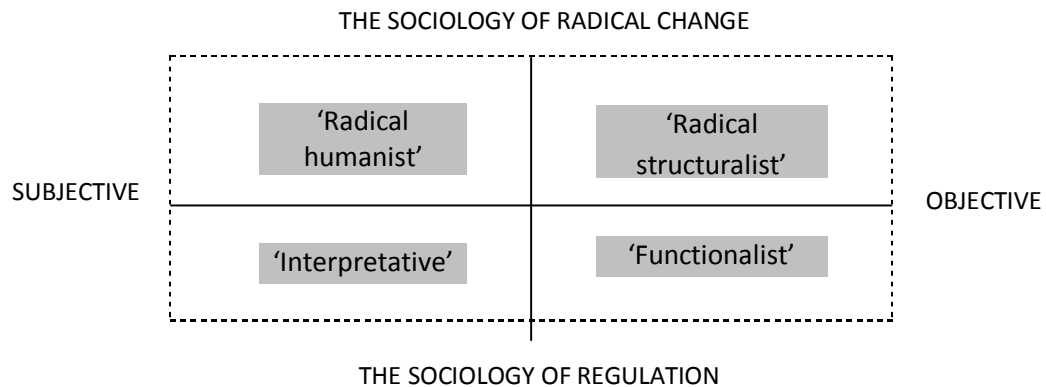 THE SOCIOLOGY OF RADICAL CHANGE
‘Radical
humanist’
‘Radical
structuralist’
SUBJECTIVE
OBJECTIVE
‘Interpretative’
‘Functionalist’
THE SOCIOLOGY OF REGULATION